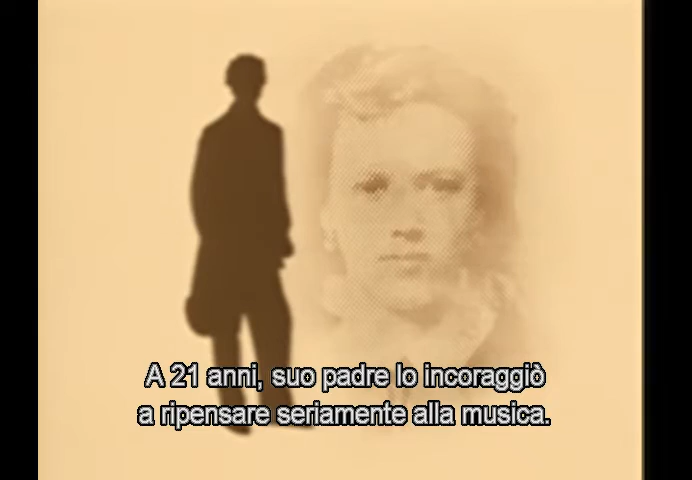 A 21 anni, suo padre lo incoraggiò
a ripensare seriamente alla musica.